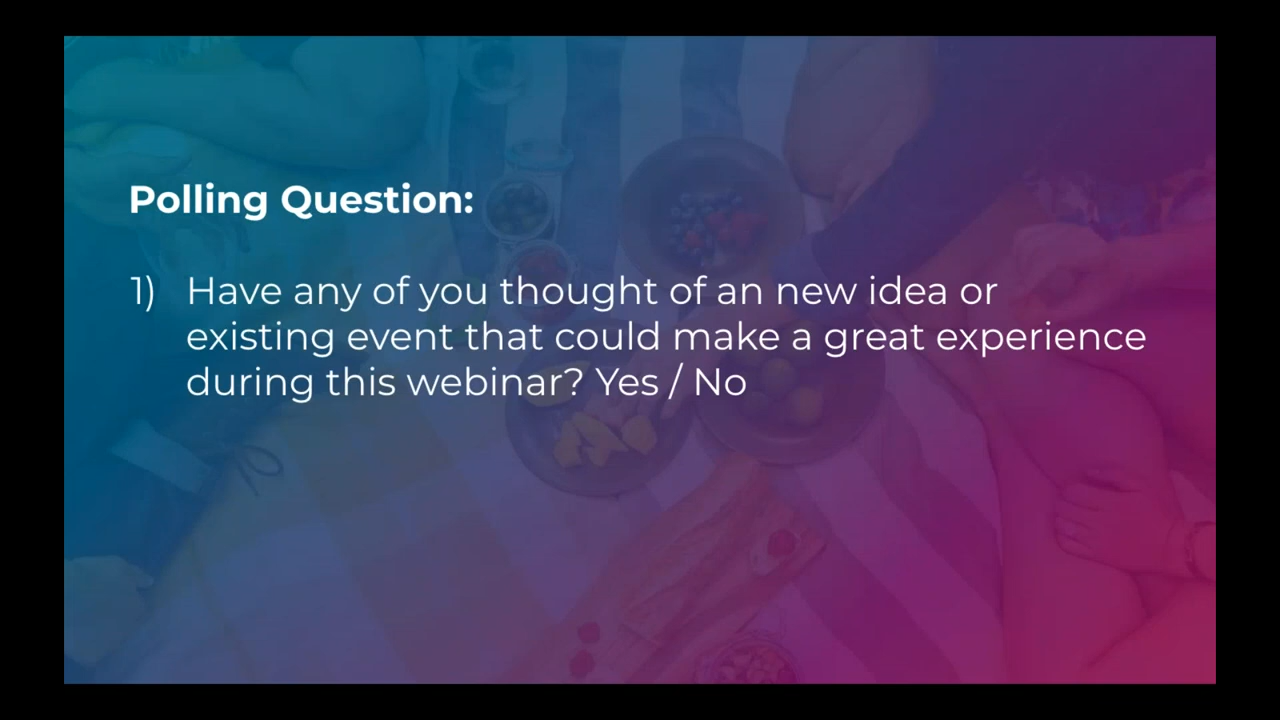 Polling Question:
1) Have any of you thought of an new idea or
existing event that could make a great experience
during this webinar? Yes / No